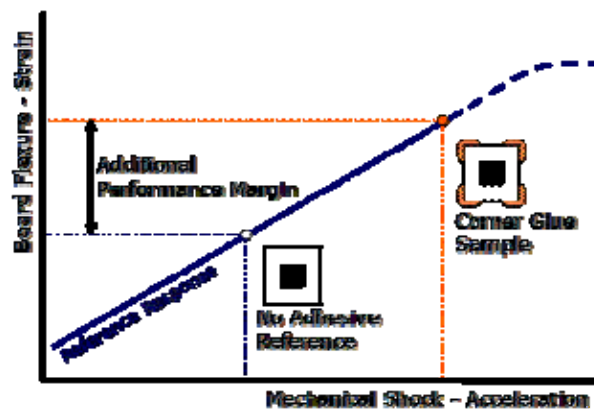 Board Flexure - Strain
Additional
Performance Margin
Corner Glue
Sample
Reference Response
No Adhesive
Reference
Mechanical Shock - Acceleration